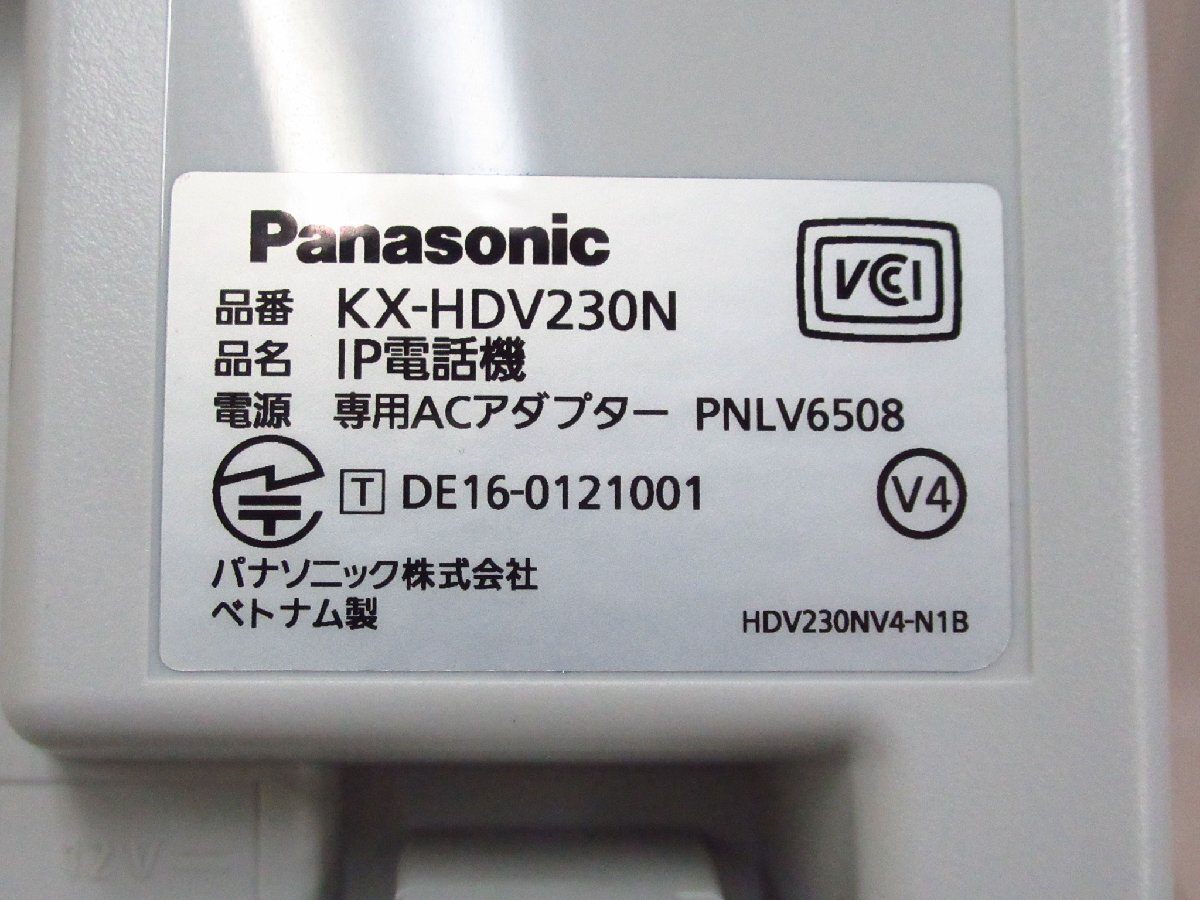 Panasonic
VCCI
品番 KX-HDV230N
品名 IP電話機
電源 専用ACアダプター PNLV6508
T DE16-0121001
V4
パナソニック株式会社
ベトナム製
HDV230NV4-N1B
12V